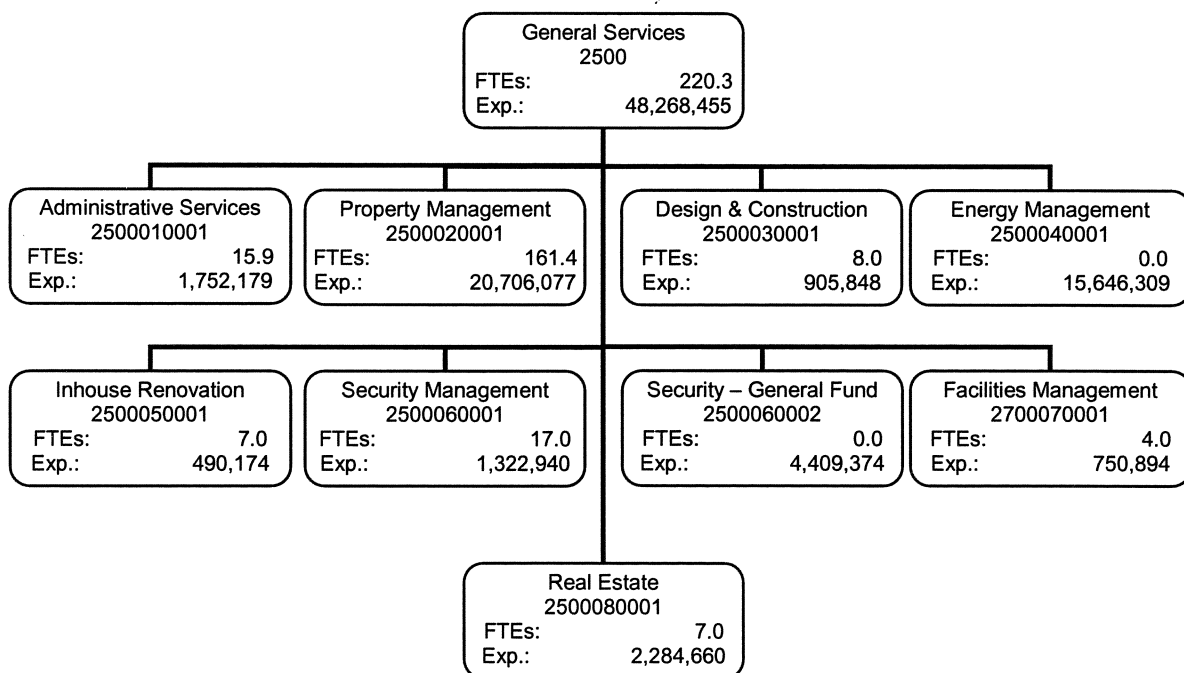 General Services
2500
FTEs: 220.3
Exp.: 48,268,455
Administrative Services
2500010001
FTEs: 15.9
Exp.: 1,752,179
Property Management
2500020001
FTEs: 161.4
Exp.: 20,706,077
Design & Construction
2500030001
FTEs: 8.0
Exp.: 905,848
Energy Management
2500040001
FTEs: 0.0
Exp.: 15,646,309
Inhouse Renovation
2500050001
FTEs: 7.0
Exp.: 490,174
Security Management
2500060001
FTEs: 17.0
Exp.: 1,322,940
Security – General Fund
2500060002
FTEs: 0.0
Exp.: 4,409,374
Facilities Management
2700070001
FTEs: 4.0
Exp.: 750,894
Real Estate
2500080001
FTEs: 7.0
Exp.: 2,284,660